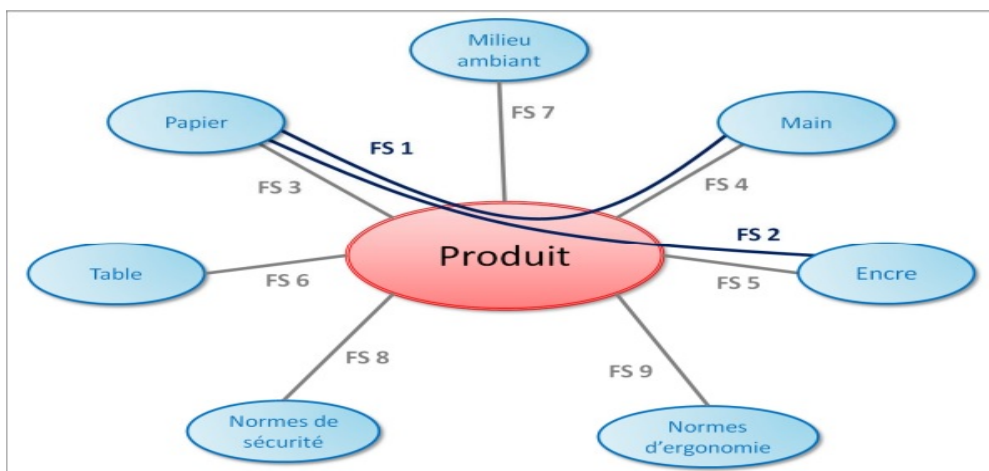 Milieu
ambiant
Papier
Main
FS 7
FS 1
FS 3
FS 4
FS 2
Produit
Table
Encre
FS 6
FS 5
FS 8
FS 9
Normes de
sécurité
Normes
d'ergonomie